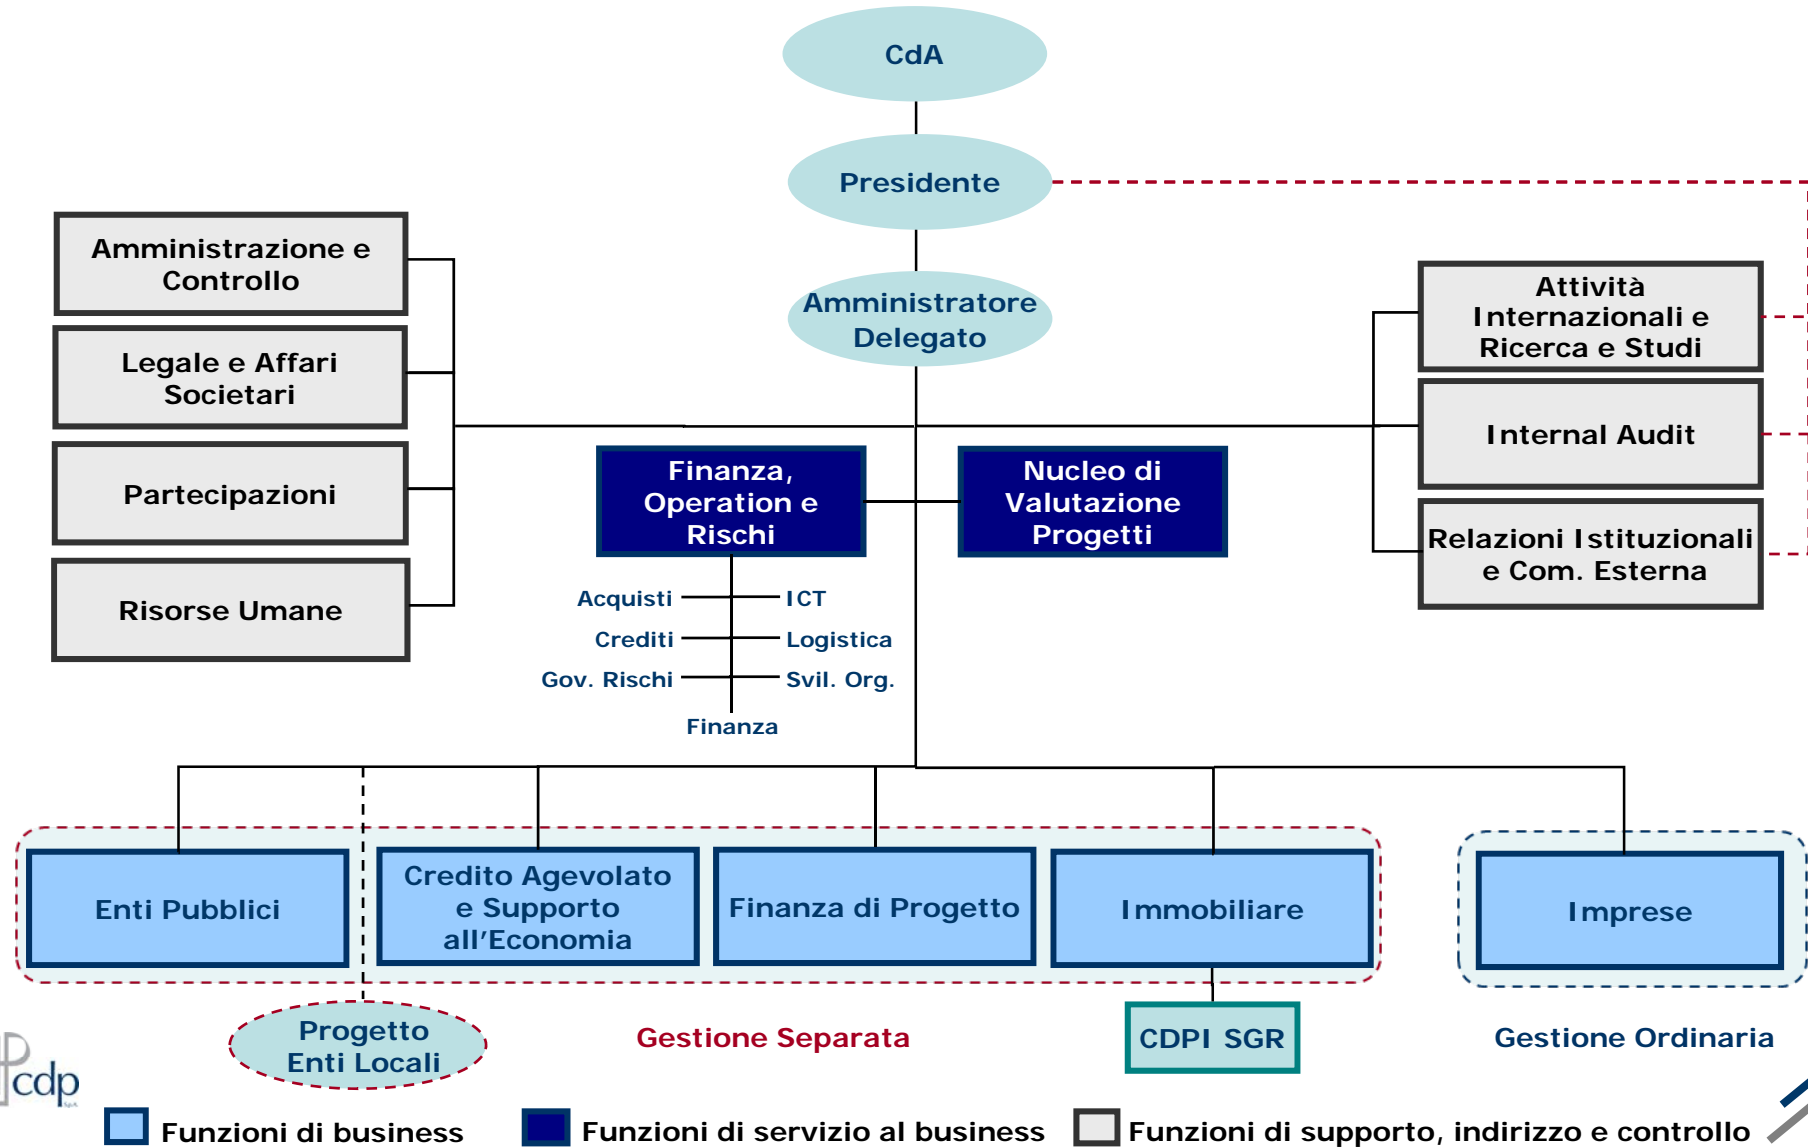 CdA
Presidente
Amministratore
Delegato
Amministrazione e
Controllo
Legale e Affari
Societari
Partecipazioni
Risorse Umane
Attività
Internazionali e
Ricerca e Studi
Internal Audit
Relazioni Istituzionali
e Com. Esterna
Finanza,
Operation e
Rischi
Nucleo di
Valutazione
Progetti
Acquisti
ICT
Crediti
Logistica
Gov. Rischi
Svil. Org.
Finanza
Enti Pubblici
Credito Agevolato
e Supporto
all’Economia
Finanza di Progetto
Immobiliare
Imprese
Progetto
Enti Locali
Gestione Separata
CDPI SGR
Gestione Ordinaria
cdp
Funzioni di business
Funzioni di servizio al business
Funzioni di supporto, indirizzo e controllo